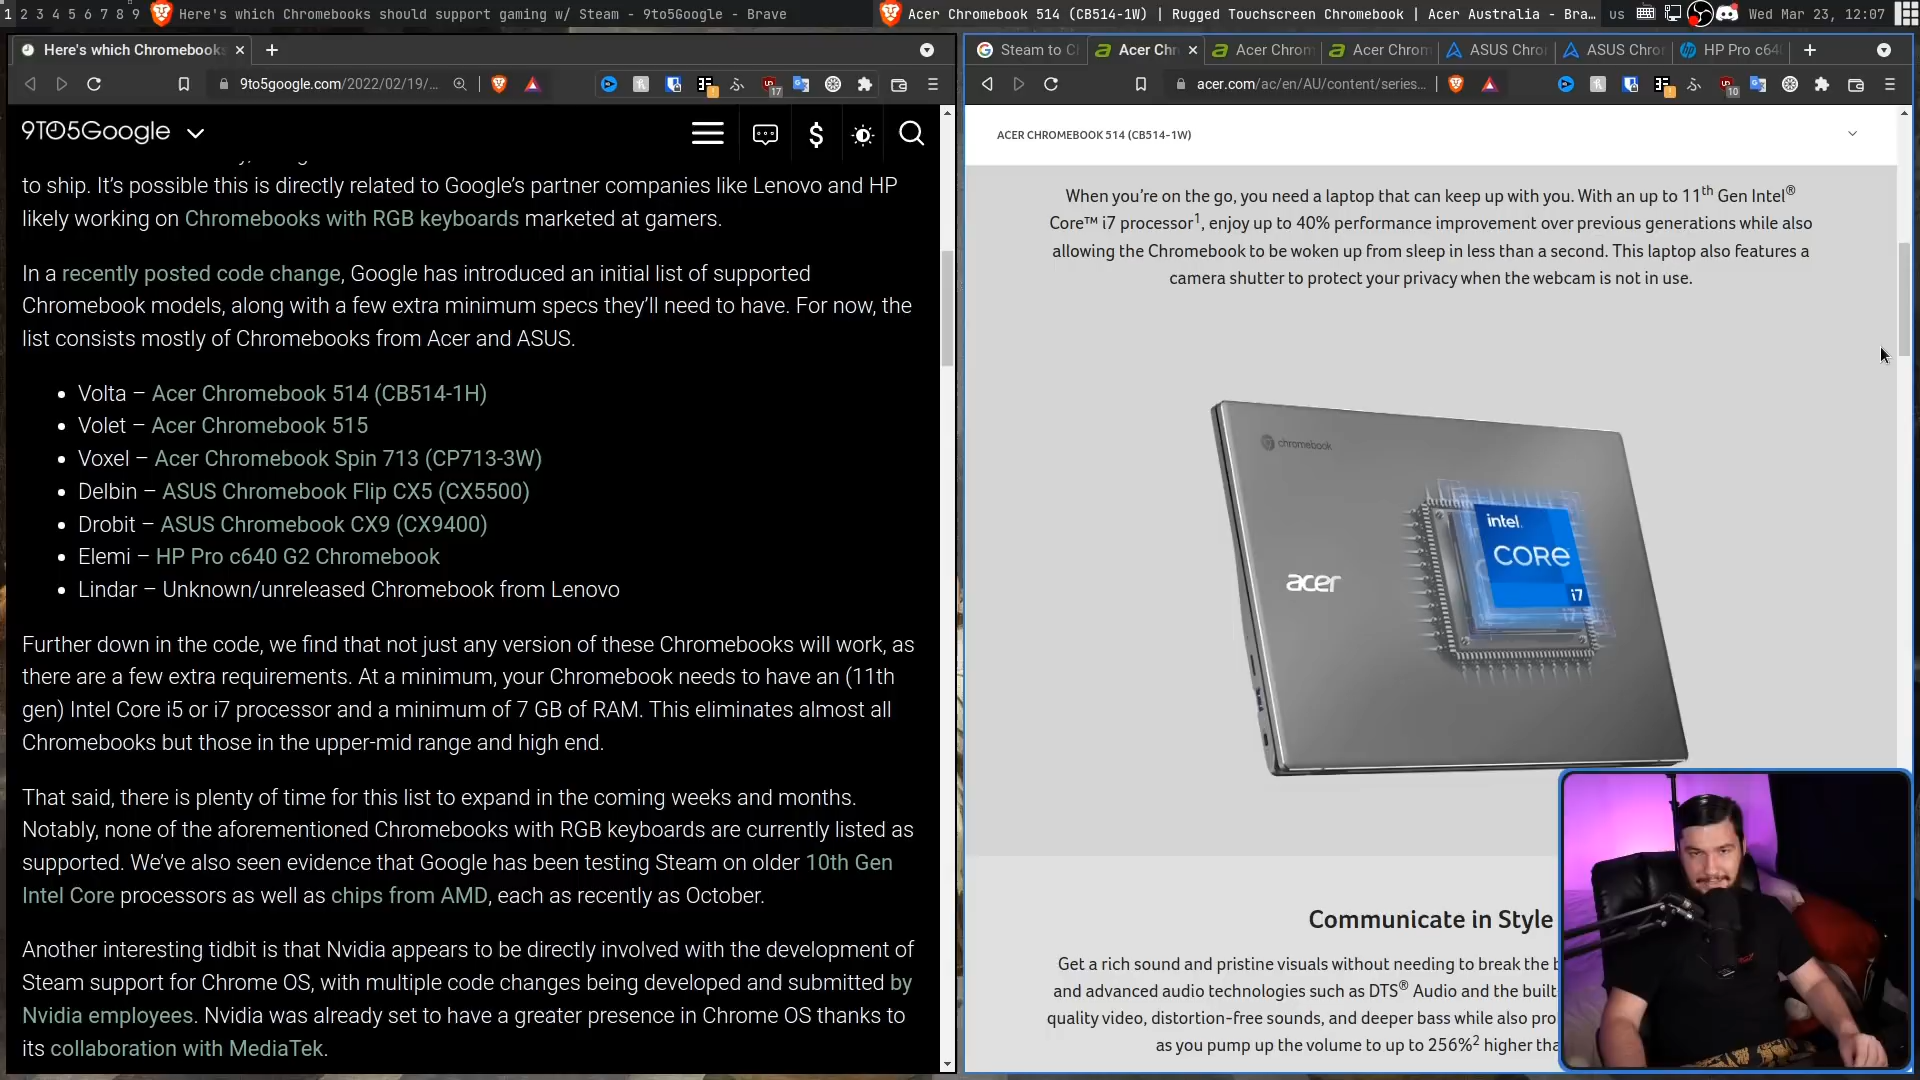 1 2 3 4 5 6 7 8 9 Here's which Chromebooks should support gaming w/ Steam - 9to5Google - Brave
Acer Chromebook 514 (CB514-1W) | Rugged Touchscreen Chromebook | Acer Australia - Bra… us Wed Mar 23, 12:07
Here's which Chromebooks
9to5google.com/2022/02/19/…
17
9TO5Google
to ship. It’s possible this is directly related to Google’s partner companies like Lenovo and HP
likely working on Chromebooks with RGB keyboards marketed at gamers.
In a recently posted code change, Google has introduced an initial list of supported
Chromebook models, along with a few extra minimum specs they’ll need to have. For now, the
list consists mostly of Chromebooks from Acer and ASUS.
• Volta – Acer Chromebook 514 (CB514-1H)
• Volet – Acer Chromebook 515
• Voxel – Acer Chromebook Spin 713 (CP713-3W)
• Delbin – ASUS Chromebook Flip CX5 (CX5500)
• Drobit – ASUS Chromebook CX9 (CX9400)
• Elemi – HP Pro c640 G2 Chromebook
• Lindar – Unknown/unreleased Chromebook from Lenovo
Further down in the code, we find that not just any version of these Chromebooks will work, as
there are a few extra requirements. At a minimum, your Chromebook needs to have an (11th
gen) Intel Core i5 or i7 processor and a minimum of 7 GB of RAM. This eliminates almost all
Chromebooks but those in the upper-mid range and high end.
That said, there is plenty of time for this list to expand in the coming weeks and months.
Notably, none of the aforementioned Chromebooks with RGB keyboards are currently listed as
supported. We’ve also seen evidence that Google has been testing Steam on older 10th Gen
Intel Core processors as well as chips from AMD, each as recently as October.
Another interesting tidbit is that Nvidia appears to be directly involved with the development of
Steam support for Chrome OS, with multiple code changes being developed and submitted by
Nvidia employees. Nvidia was already set to have a greater presence in Chrome OS thanks to
its collaboration with MediaTek.
Steam to C Acer Chr Acer Chrom Acer Chrom ASUS Chro ASUS Chro HP Pro c64
acer.com/ac/en/AU/content/series…
10
ACER CHROMEBOOK 514 (CB514-1W)
When you’re on the go, you need a laptop that can keep up with you. With an up to 11th Gen Intel®
Core™ i7 processor1, enjoy up to 40% performance improvement over previous generations while also
allowing the Chromebook to be woken up from sleep in less than a second. This laptop also features a
camera shutter to protect your privacy when the webcam is not in use.
chromebook
intel.
CORE
i7
acer
Communicate in Style
Get a rich sound and pristine visuals without needing to break the b
and advanced audio technologies such as DTS® Audio and the built
quality video, distortion-free sounds, and deeper bass while also pro
as you pump up the volume to up to 256%2 higher tha